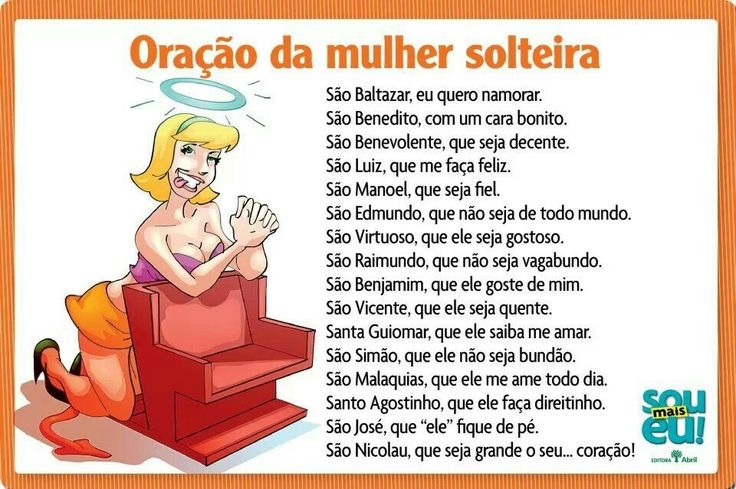 Oração da mulher solteira
São Baltazar, eu quero namorar.
São Benedito, com um cara bonito.
São Benevolente, que seja decente.
São Luiz, que me faça feliz.
São Manoel, que seja fiel.
São Edmundo, que não seja de todo mundo.
São Virtuoso, que ele seja gostoso.
São Raimundo, que não seja vagabundo.
São Benjamim, que ele goste de mim.
São Vicente, que ele seja quente.
Santa Guiomar, que ele saiba me amar.
São Simão, que ele não seja bundão.
São Malaquias, que ele me ame todo dia.
Santo Agostinho, que ele faça direitinho.
São José, que “ele” fique de pé.
São Nicolau, que seja grande o seu... coração!
sou
mais
eu!
EDITORA Abril